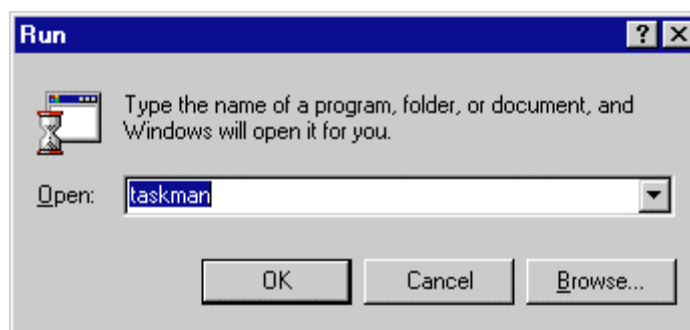 Run
Type the name of a program, folder, or document, and
Windows will open it for you.
Open: taskman
OK Cancel Browse...